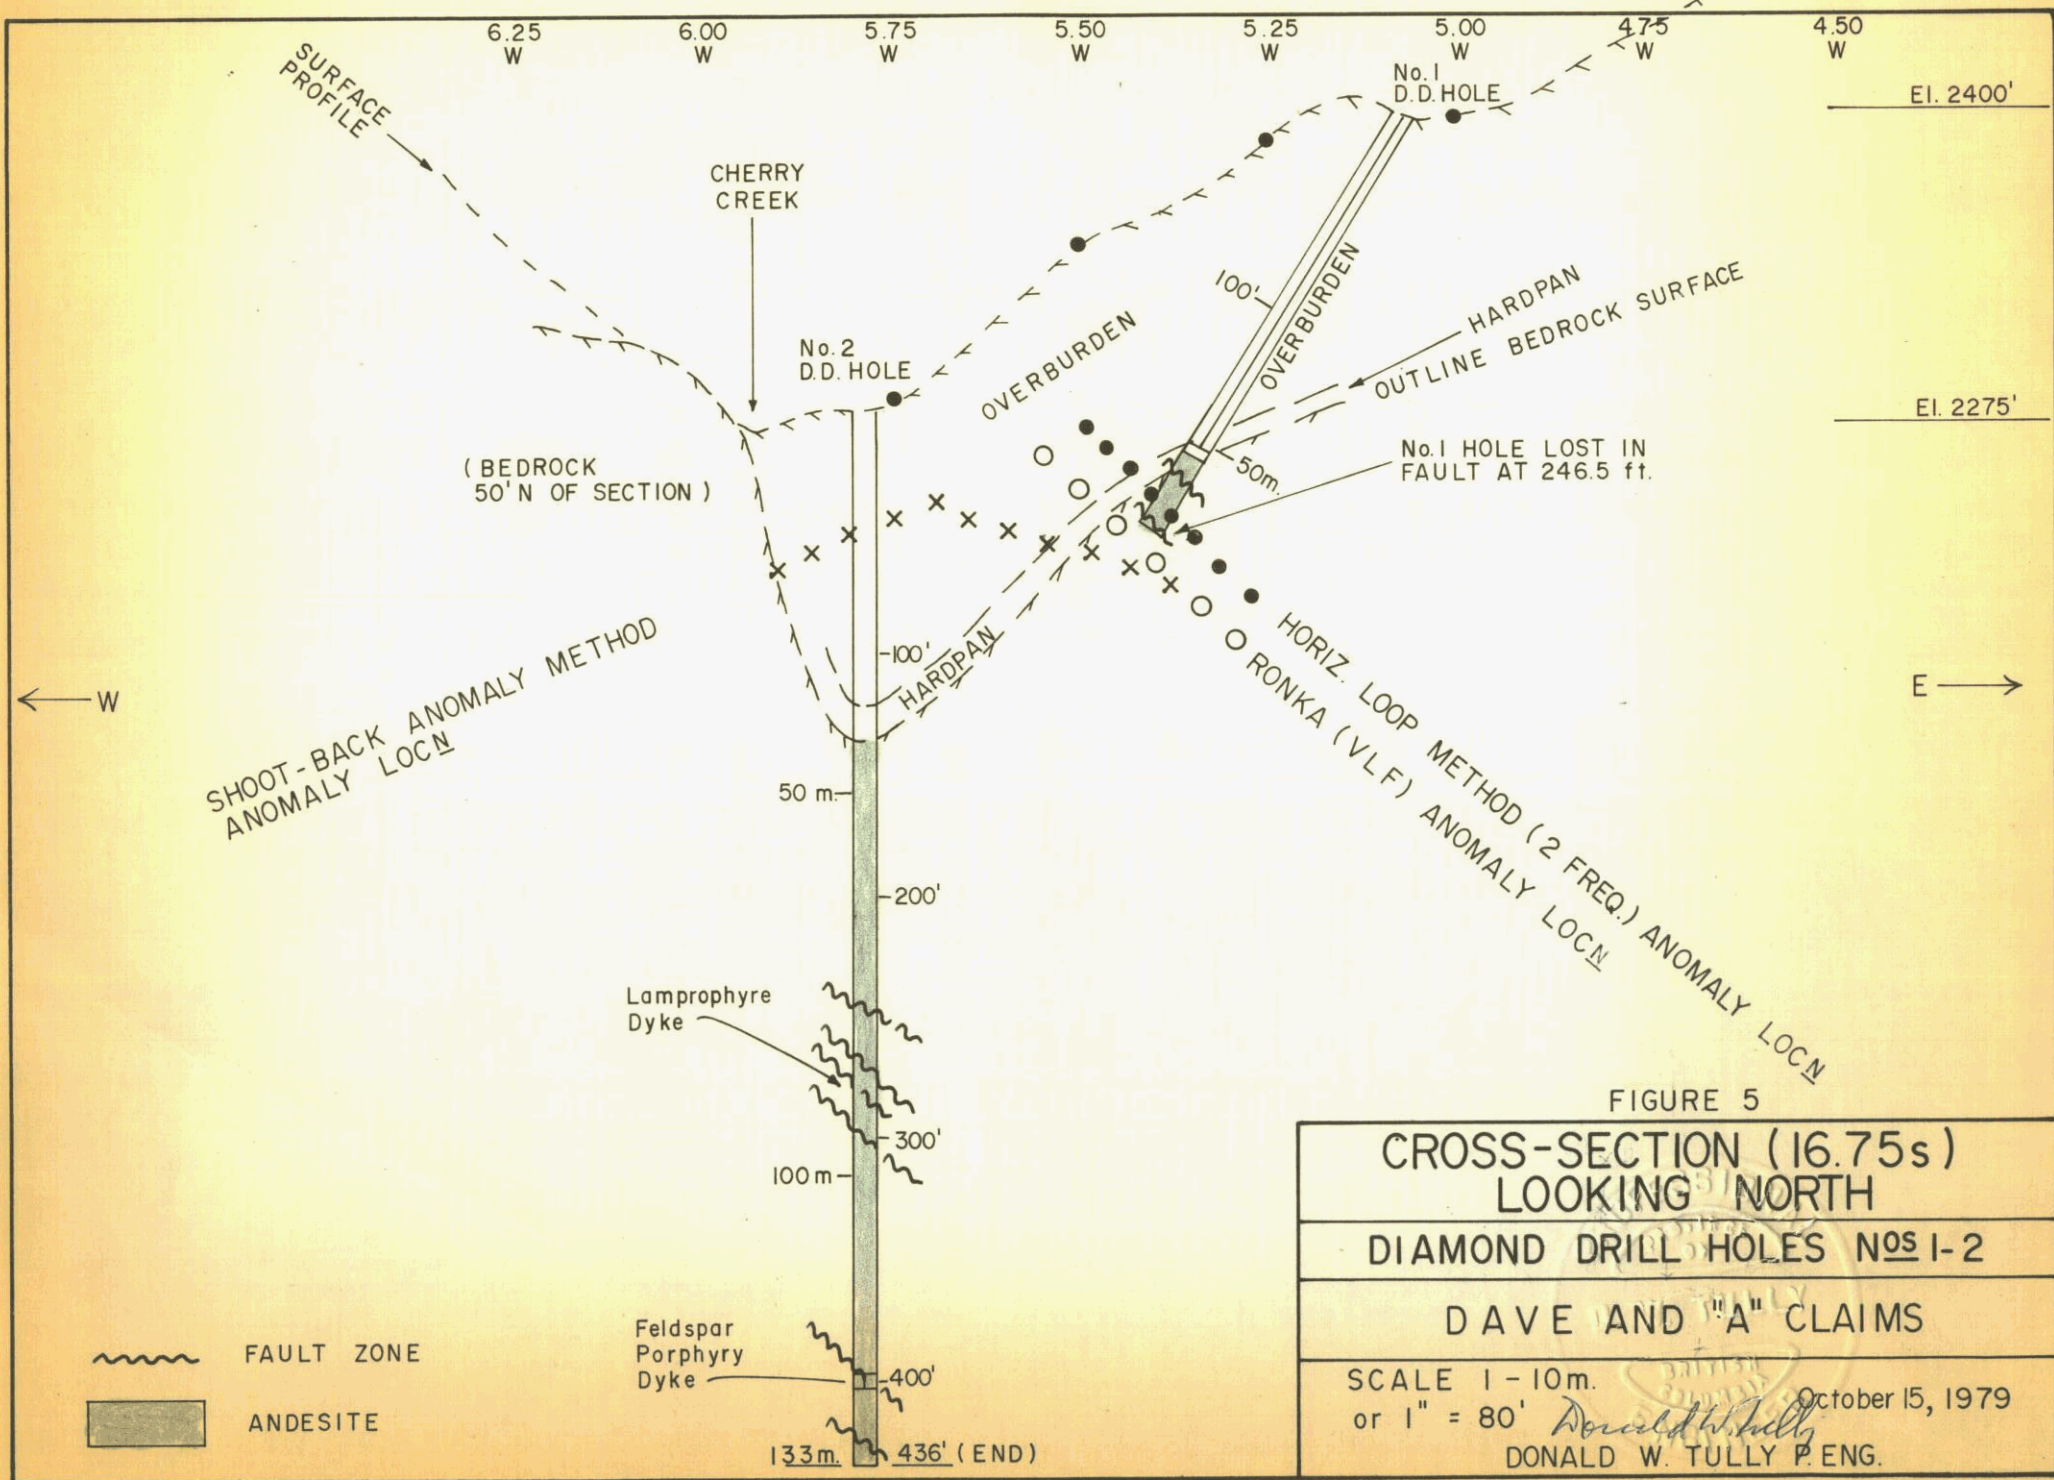 6.25 W
6.00 W
5.75 W
5.50 W
5.25 W
5.00 W
4.75 W
4.50 W
SURFACE
PROFILE
No. 1
D.D. HOLE
El. 2400'
CHERRY
CREEK
100'
OVERBURDEN
HARDPAN
OUTLINE BEDROCK SURFACE
No. 2
D.D. HOLE
OVERBURDEN
El. 2275'
(BEDROCK
50' N OF SECTION)
No. 1 HOLE LOST IN
FAULT AT 246.5 ft.
50m.
100'
HARDPAN
W
E
SHOOT-BACK ANOMALY METHOD
ANOMALY LOCN
HORIZ. LOOP METHOD (2 FREQ.) ANOMALY LOCN
RONKA (VLF) ANOMALY LOCN
50 m.
200'
Lamprophyre
Dyke
300'
100 m
Feldspar
Porphyry
Dyke
400'
133m.
436' (END)
FAULT ZONE
ANDESITE
FIGURE 5
CROSS-SECTION (16.75s)
LOOKING NORTH
DIAMOND DRILL HOLES Nos 1-2
DAVE AND "A" CLAIMS
SCALE 1 - 10m.
or 1" = 80'
October 15, 1979
Donald W. Tully
DONALD W. TULLY P. ENG.